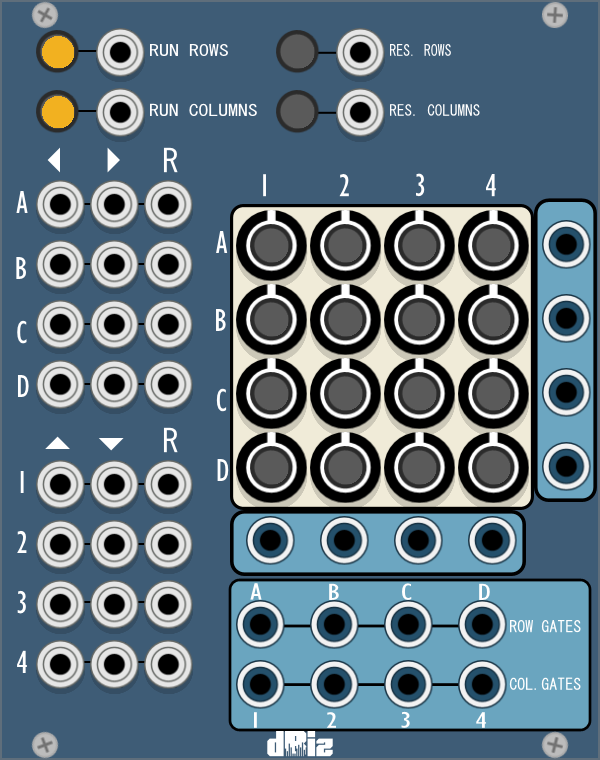 RUN ROWS
RES. ROWS
RUN COLUMNS
RES. COLUMNS
R
1 2 3 4
A
B
C
D
A
B
C
D
R
1
2
3
4
A B C D
ROW GATES
COL.GATES
1 2 3 4
dBiz